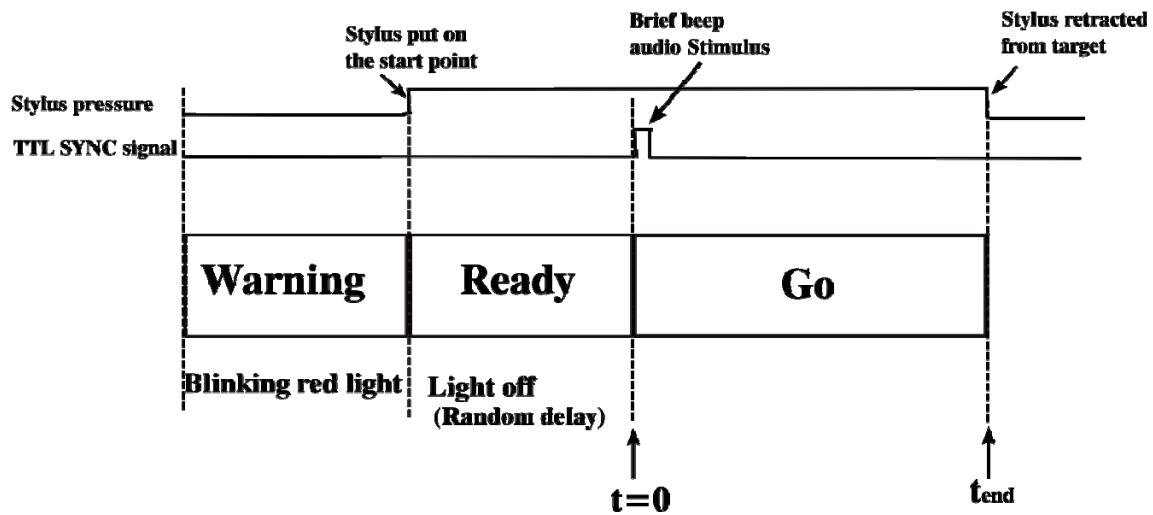 Stylus put on
the start point
Brief beep
audio Stimulus
Stylus retracted
from target
Stylus pressure
TTL SYNC signal
Warning
Ready
Go
Blinking red light
Light off
(Random delay)
t=0
tend